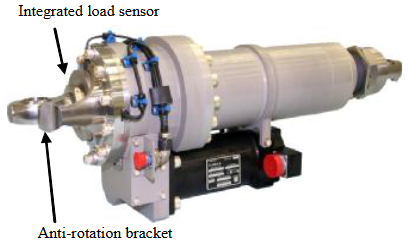 Integrated load sensor
Anti-rotation bracket